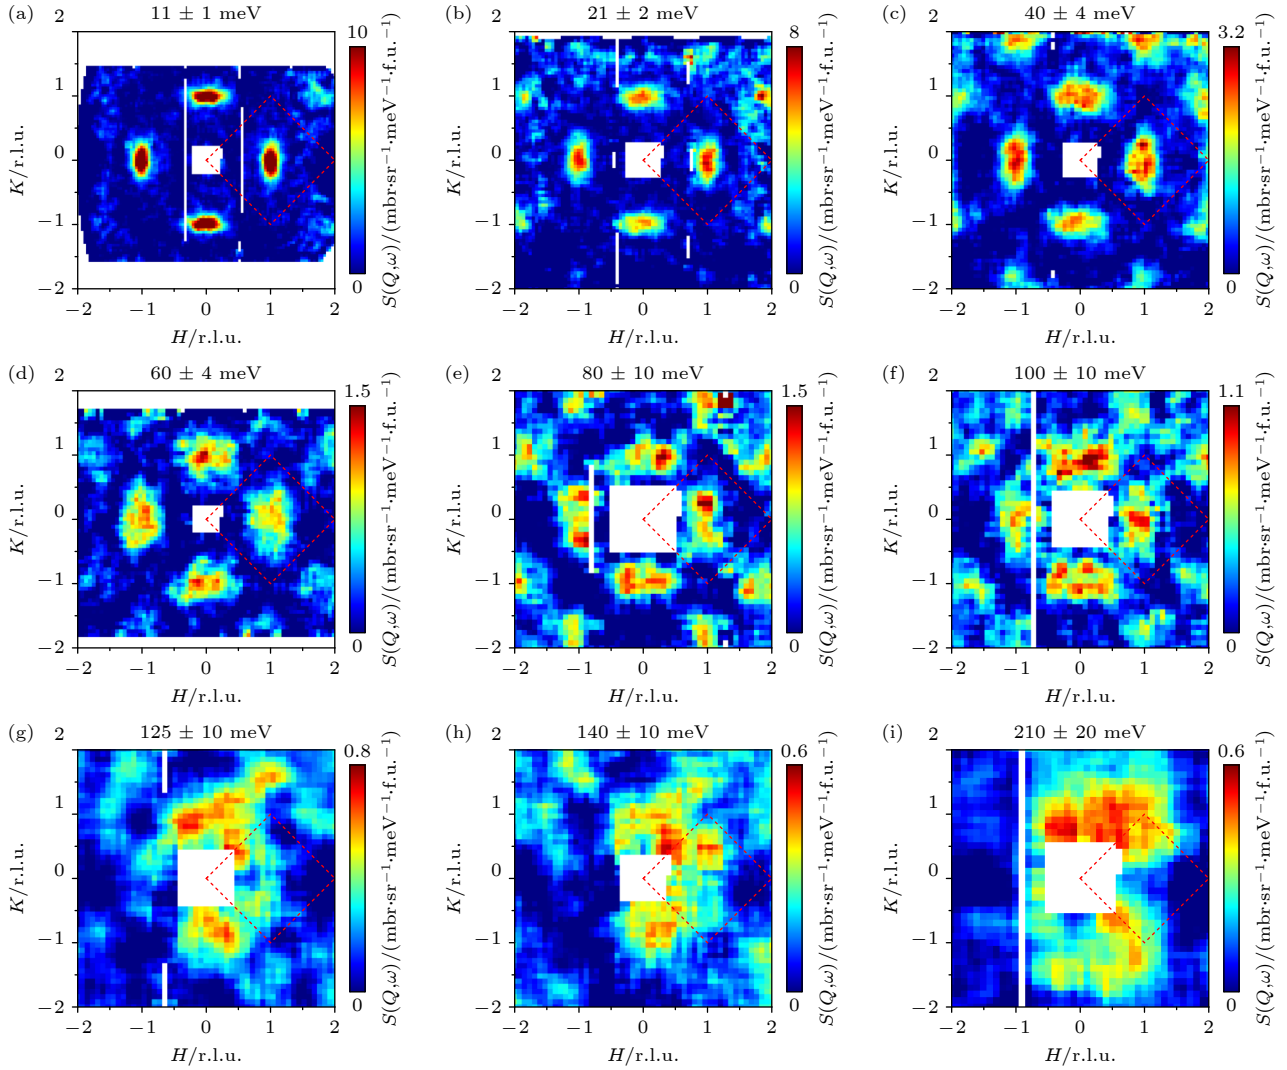 (a) 11 ± 1 meV
2
1
0
−1
−2
K/r.l.u.
−2 −1 0 1 2
H/r.l.u.
10
0
S(Q,ω)/(mbr·sr⁻¹·meV⁻¹·f.u.⁻¹)
(b) 21 ± 2 meV
2
1
0
−1
−2
K/r.l.u.
−2 −1 0 1 2
H/r.l.u.
8
0
S(Q,ω)/(mbr·sr⁻¹·meV⁻¹·f.u.⁻¹)
(c) 40 ± 4 meV
2
1
0
−1
−2
K/r.l.u.
−2 −1 0 1 2
H/r.l.u.
3.2
0
S(Q,ω)/(mbr·sr⁻¹·meV⁻¹·f.u.⁻¹)
(d) 60 ± 4 meV
2
1
0
−1
−2
K/r.l.u.
−2 −1 0 1 2
H/r.l.u.
1.5
0
S(Q,ω)/(mbr·sr⁻¹·meV⁻¹·f.u.⁻¹)
(e) 80 ± 10 meV
2
1
0
−1
−2
K/r.l.u.
−2 −1 0 1 2
H/r.l.u.
1.5
0
S(Q,ω)/(mbr·sr⁻¹·meV⁻¹·f.u.⁻¹)
(f) 100 ± 10 meV
2
1
0
−1
−2
K/r.l.u.
−2 −1 0 1 2
H/r.l.u.
1.1
0
S(Q,ω)/(mbr·sr⁻¹·meV⁻¹·f.u.⁻¹)
(g) 125 ± 10 meV
2
1
0
−1
−2
K/r.l.u.
−2 −1 0 1 2
H/r.l.u.
0.8
0
S(Q,ω)/(mbr·sr⁻¹·meV⁻¹·f.u.⁻¹)
(h) 140 ± 10 meV
2
1
0
−1
−2
K/r.l.u.
−2 −1 0 1 2
H/r.l.u.
0.6
0
S(Q,ω)/(mbr·sr⁻¹·meV⁻¹·f.u.⁻¹)
(i) 210 ± 20 meV
2
1
0
−1
−2
K/r.l.u.
−2 −1 0 1 2
H/r.l.u.
0.6
0
S(Q,ω)/(mbr·sr⁻¹·meV⁻¹·f.u.⁻¹)